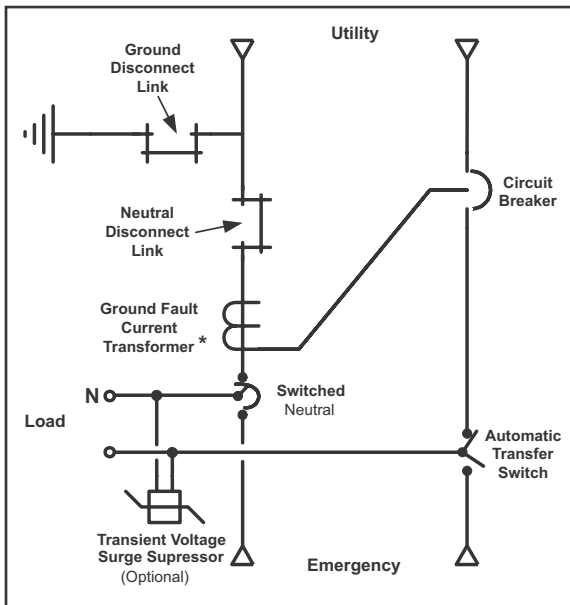 Utility
Ground
Disconnect
Link
Circuit
Breaker
Neutral
Disconnect
Link
Ground Fault
Current
Transformer *
N
Switched
Neutral
Load
Automatic
Transfer
Switch
Transient Voltage
Surge Supressor
(Optional)
Emergency